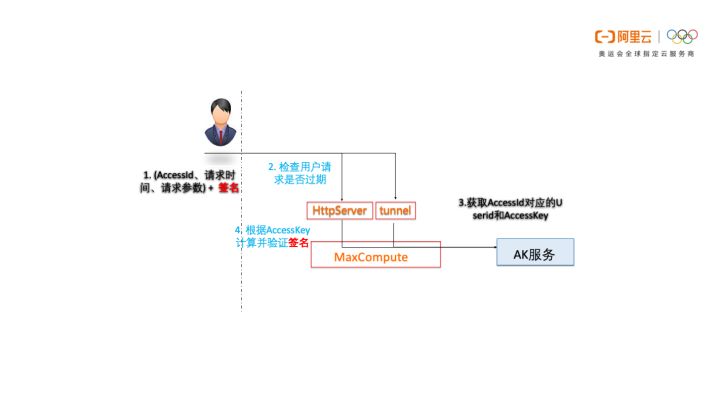 阿里云
奥运会全球指定云服务商
1. (AccessId、请求时
间、请求参数) + 签名
2. 检查用户请
求是否过期
HttpServer
tunnel
3.获取AccessId对应的U
serid和AccessKey
4. 根据AccessKey
计算并验证签名
MaxCompute
AK服务